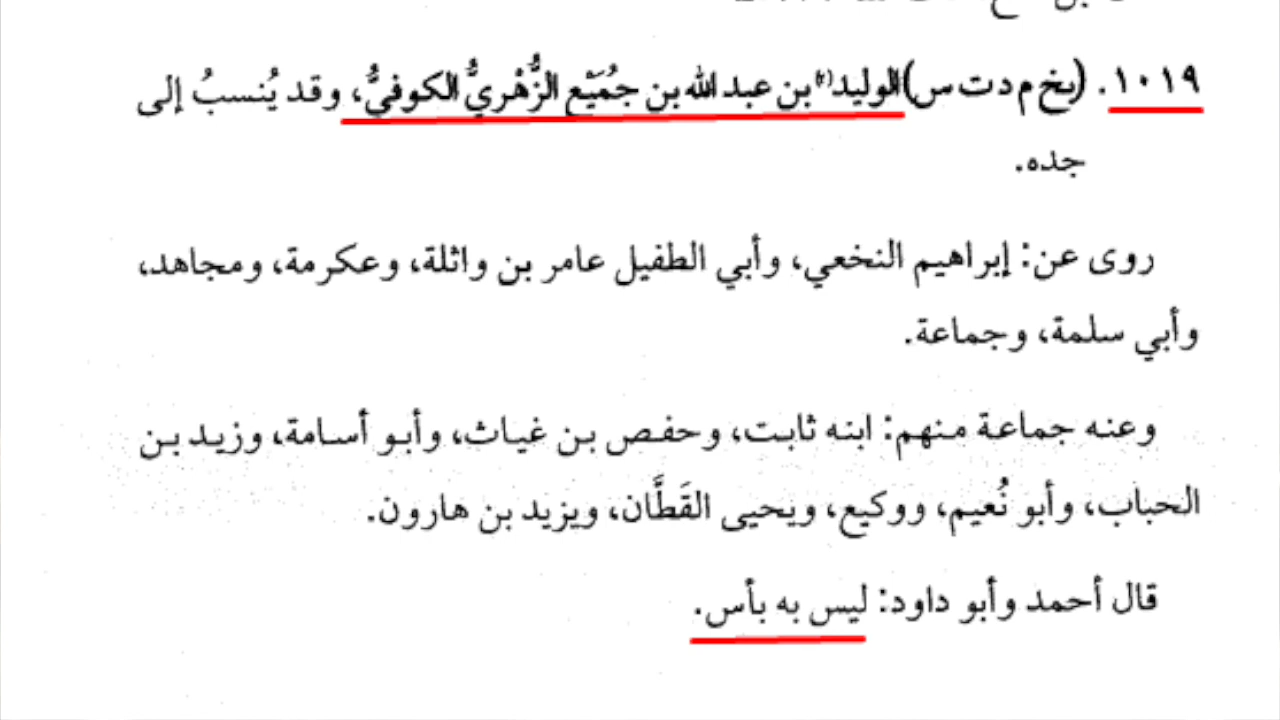 ١٠١٩. (بخ م د ت س) الوليد(٢) بن عبد الله بن جُمَيْع الزُّهْريُّ الكوفيُّ، وقد يُنسبُ إلى
جده.
روى عن: إبراهيم النخعي، وأبي الطفيل عامر بن واثلة، وعكرمة، ومجاهد،
وأبي سلمة، وجماعة.
وعنه جماعة منهم: ابنه ثابت، وحفص بن غياث، وأبو أسامة، وزيد بن
الحباب، وأبو نُعيم، ووكيع، ويحيى القَطَّان، ويزيد بن هارون.
قال أحمد وأبو داود: ليس به بأس.